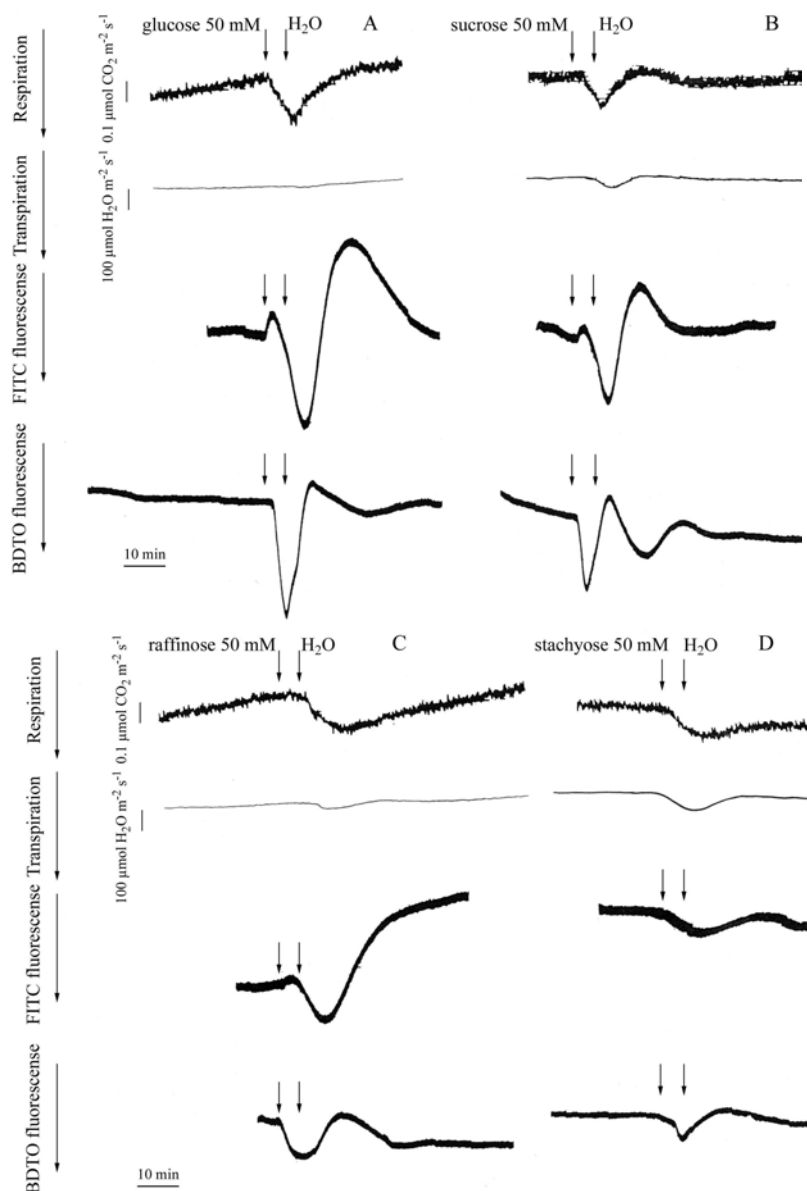 glucose 50 mM H₂O A
sucrose 50 mM H₂O B
Respiration
0.1 µmol CO₂ m⁻² s⁻¹
Transpiration
100 µmol H₂O m⁻² s⁻¹
FITC fluorescense
BDTO fluorescense
10 min
raffinose 50 mM H₂O C
stachyose 50 mM H₂O D
Respiration
0.1 µmol CO₂ m⁻² s⁻¹
Transpiration
100 µmol H₂O m⁻² s⁻¹
FITC fluorescense
BDTO fluorescense
10 min